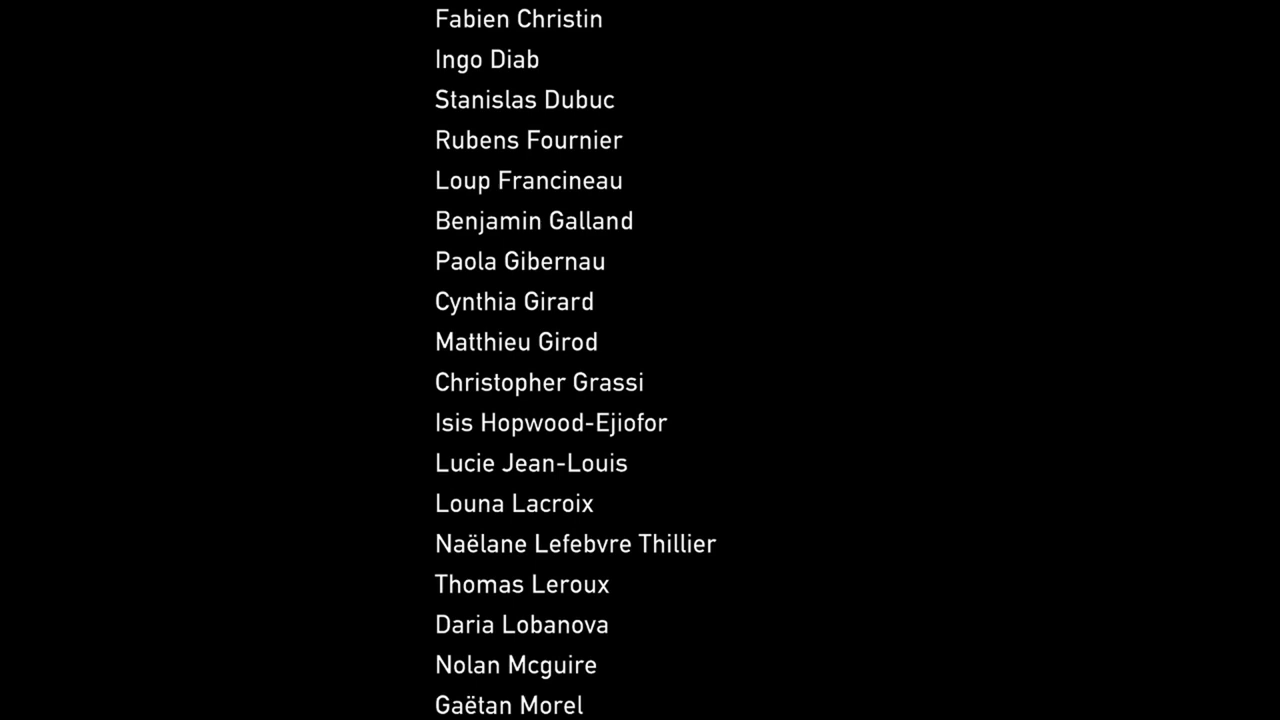 Fabien Christin
Ingo Diab
Stanislas Dubuc
Rubens Fournier
Loup Francineau
Benjamin Galland
Paola Gibernau
Cynthia Girard
Matthieu Girod
Christopher Grassi
Isis Hopwood-Ejiofor
Lucie Jean-Louis
Louna Lacroix
Naëlane Lefebvre Thillier
Thomas Leroux
Daria Lobanova
Nolan Mcguire
Gaëtan Morel